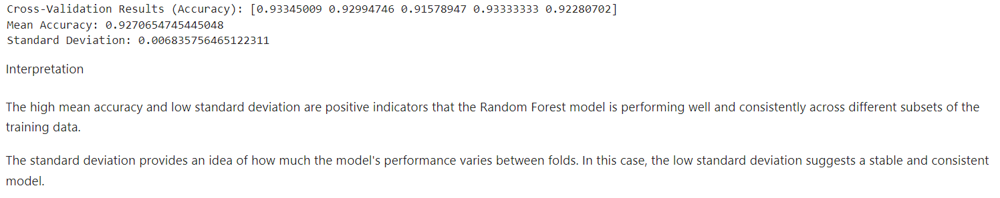 Cross-Validation Results (Accuracy): [0.93345009 0.92994746 0.91578947 0.93333333 0.92280702]
Mean Accuracy: 0.9270654745445048
Standard Deviation: 0.006835756465122311
Interpretation
The high mean accuracy and low standard deviation are positive indicators that the Random Forest model is performing well and consistently across different subsets of the
training data.
The standard deviation provides an idea of how much the model's performance varies between folds. In this case, the low standard deviation suggests a stable and consistent
model.